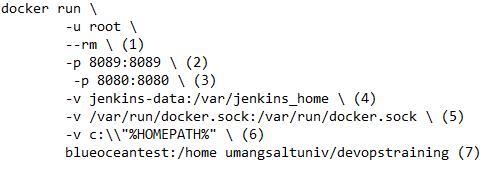 docker run \
-u root \
--rm \ (1)
-p 8089:8089 \ (2)
-p 8080:8080 \ (3)
-v jenkins-data:/var/jenkins_home \ (4)
-v /var/run/docker.sock:/var/run/docker.sock \ (5)
-v c:\\"%HOMEPATH%" \ (6)
blueoceantest:/home umangsaltuniv/devopstraining (7)